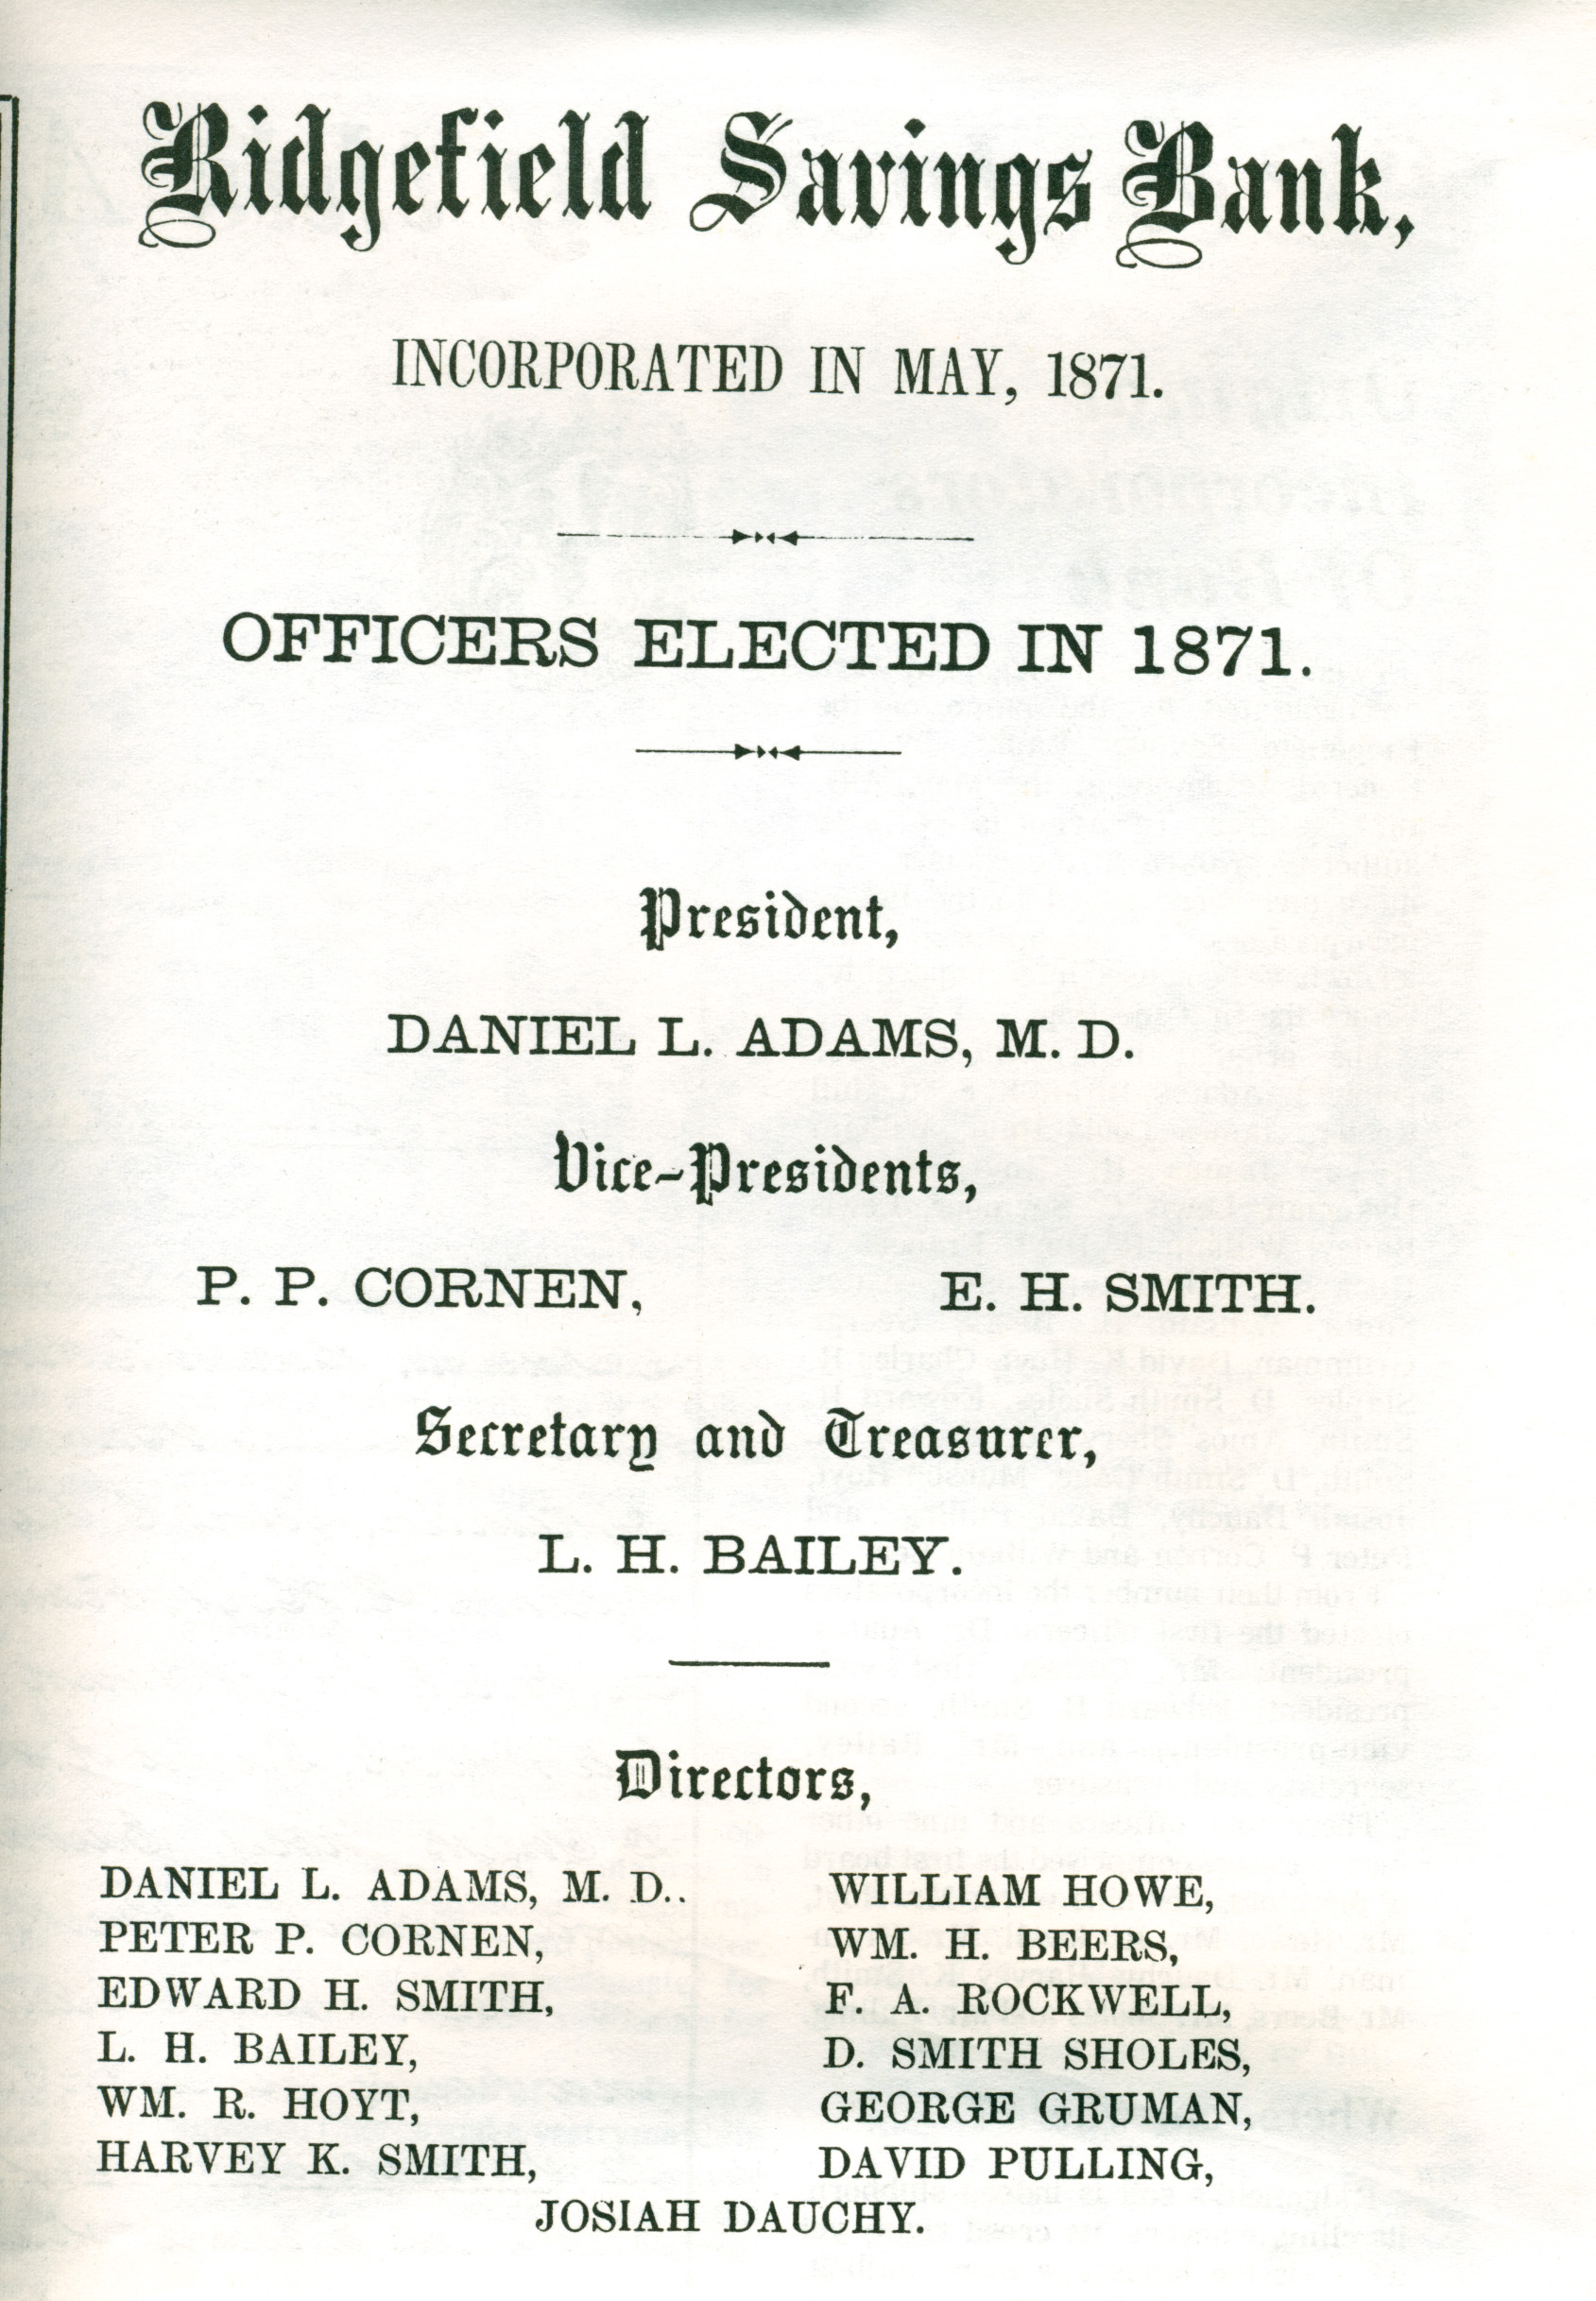 Ridgefield Savings Bank,
INCORPORATED IN MAY, 1871.
OFFICERS ELECTED IN 1871.
President,
DANIEL L. ADAMS, M. D.
Vice-Presidents,
P. P. CORNEN, E. H. SMITH.
Secretary and Treasurer,
L. H. BAILEY.
Directors,
DANIEL L. ADAMS, M. D..
PETER P. CORNEN,
EDWARD H. SMITH,
L. H. BAILEY,
WM. R. HOYT,
HARVEY K. SMITH,
WILLIAM HOWE,
WM. H. BEERS,
F. A. ROCKWELL,
D. SMITH SHOLES,
GEORGE GRUMAN,
DAVID PULLING,
JOSIAH DAUCHY.